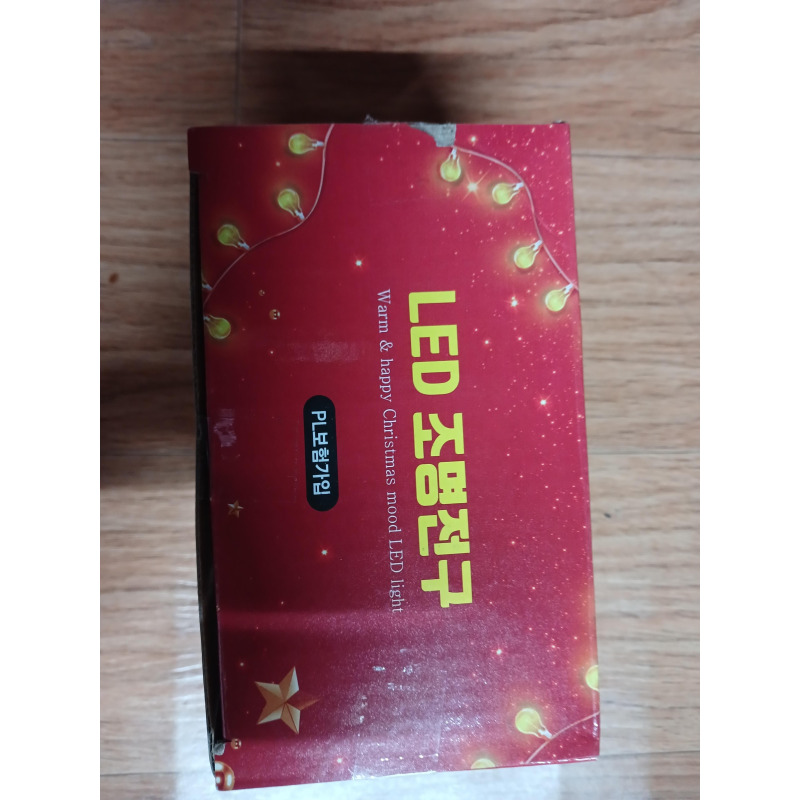 LED 조명전구
Warm & happy Christmas mood LED light
PL보험가입